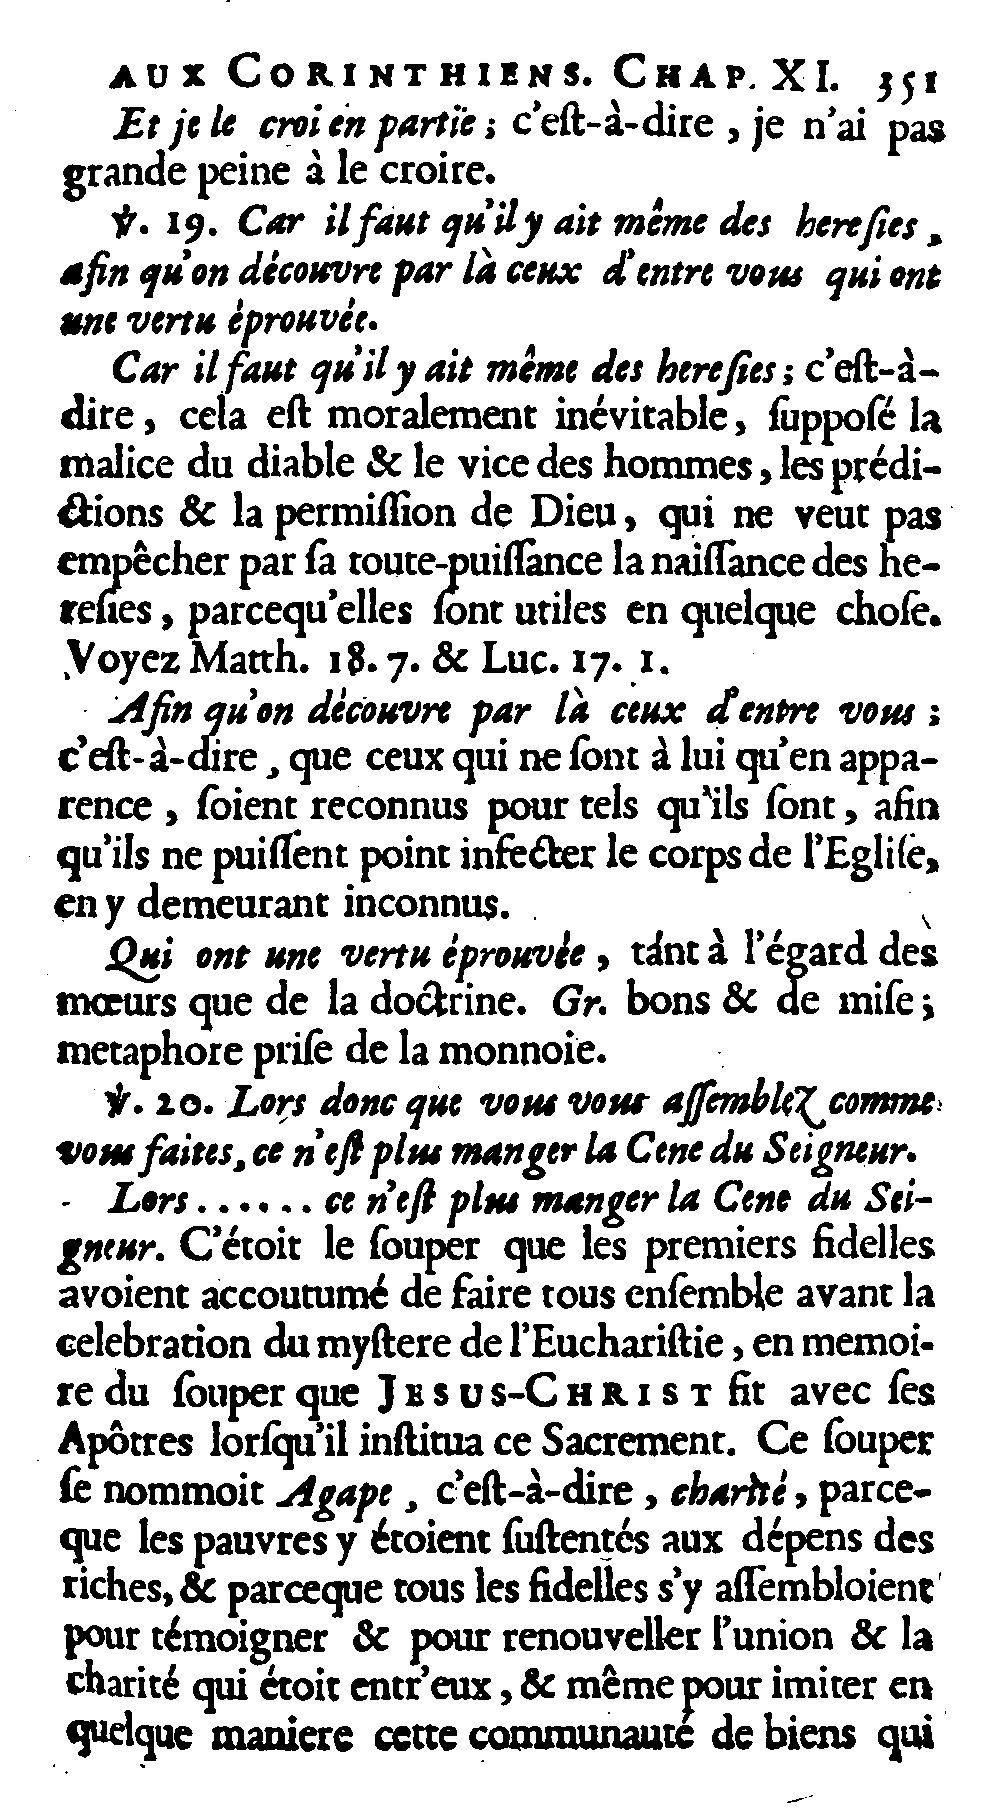 AUX CORINTHIENS. CHAP. XI. 351
Et je le croi en partie ; c'eſt-à-dire , je n'ai pas
grande peine à le croire.
℣. 19. Car il faut qu'il y ait même des hereſies ,
afin qu'on découvre par là ceux d'entre vous qui ont
une vertu éprouvée.
Car il faut qu'il y ait même des hereſies ; c'eſt-à-
dire , cela eſt moralement inévitable , ſuppoſé la
malice du diable & le vice des hommes , les prédi-
ctions & la permiſſion de Dieu , qui ne veut pas
empêcher par ſa toute-puiſſance la naiſſance des he-
reſies , parcequ'elles ſont utiles en quelque choſe.
Voyez Matth. 18. 7. & Luc. 17. 1.
Afin qu'on découvre par là ceux d'entre vous ;
c'eſt-à-dire , que ceux qui ne ſont à lui qu'en appa-
rence , ſoient reconnus pour tels qu'ils ſont , afin
qu'ils ne puiſſent point infecter le corps de l'Egliſe,
en y demeurant inconnus.
Qui ont une vertu éprouvée , tant à l'égard des
mœurs que de la doctrine. Gr. bons & de miſe ;
metaphore priſe de la monnoie.
℣. 20. Lors donc que vous vous aſſemblez comme
vous faites, ce n'eſt plus manger la Cene du Seigneur.
Lors . . . . . . ce n'eſt plus manger la Cene du Sei-
gneur. C'étoit le ſouper que les premiers fidelles
avoient accoutumé de faire tous enſemble avant la
celebration du myſtere de l'Euchariſtie , en memoi-
re du ſouper que JESUS-CHRIST fit avec ſes
Apôtres lorſqu'il inſtitua ce Sacrement. Ce ſouper
ſe nommoit Agape , c'eſt-à-dire , charité , parce-
que les pauvres y étoient ſuſtentés aux dépens des
riches, & parceque tous les fidelles s'y aſſembloient
pour témoigner & pour renouveller l'union & la
charité qui étoit entr'eux , & même pour imiter en
quelque maniere cette communauté de biens qui